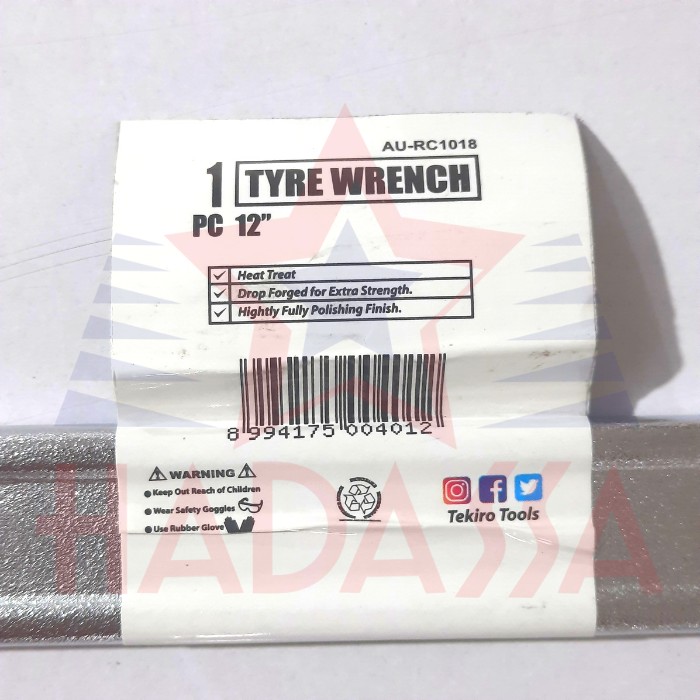 AU-RC1018
1 TYRE WRENCH
PC 12"
Heat Treat
Drop Forged for Extra Strength.
Hightly Fully Polishing Finish.
8 994175 004012
WARNING
Keep Out Reach of Children
Wear Safety Goggles
Use Rubber Glove
Tekiro Tools
HADASSA